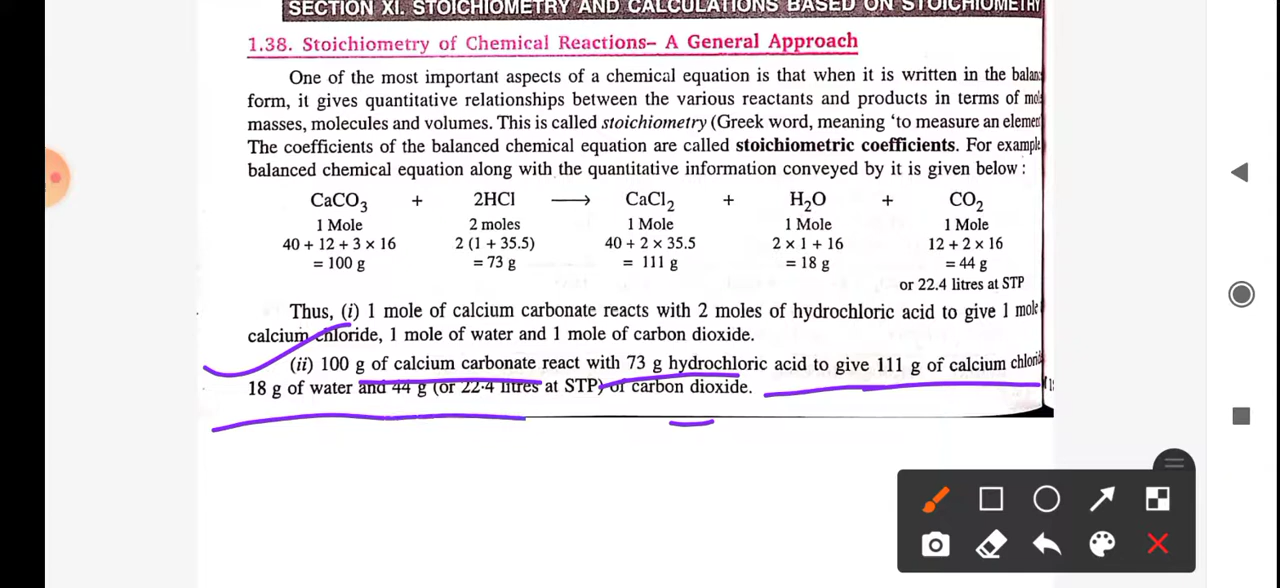 SECTION XI. STOICHIOMETRY AND CALCULATIONS BASED ON STOICHIOMETRY
1.38. Stoichiometry of Chemical Reactions– A General Approach
One of the most important aspects of a chemical equation is that when it is written in the
form, it gives quantitative relationships between the various reactants and products in terms of
masses, molecules and volumes. This is called stoichiometry (Greek word, meaning 'to measure an
The coefficients of the balanced chemical equation are called stoichiometric coefficients. For example
balanced chemical equation along with the quantitative information conveyed by it is given below :
CaCO3 + 2HCl ⟶ CaCl2 + H2O + CO2
1 Mole 2 moles 1 Mole 1 Mole 1 Mole
40 + 12 + 3 × 16 2 (1 + 35.5) 40 + 2 × 35.5 2 × 1 + 16 12 + 2 × 16
= 100 g = 73 g = 111 g = 18 g = 44 g
or 22.4 litres at STP
Thus, (i) 1 mole of calcium carbonate reacts with 2 moles of hydrochloric acid to give 1 mole
calcium chloride, 1 mole of water and 1 mole of carbon dioxide.
(ii) 100 g of calcium carbonate react with 73 g hydrochloric acid to give 111 g of calcium
18 g of water and 44 g (or 22·4 litres at STP) of carbon dioxide.